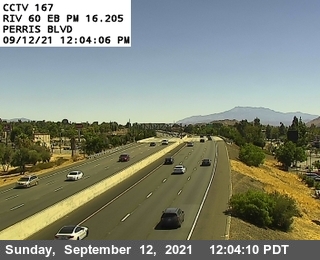 CCTV 167
RIV 60 EB PM 16.205
PERRIS BLVD
09/12/21 12:04:06 PM
Sunday, September 12, 2021 12:04:10 PDT